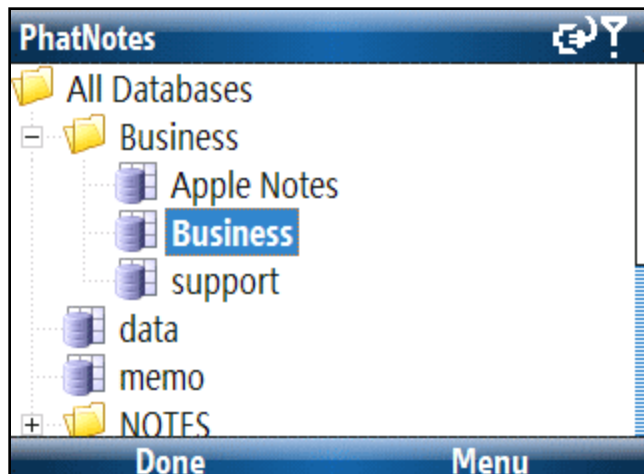 PhatNotes
All Databases
Business
Apple Notes
Business
support
data
memo
NOTES
Done Menu